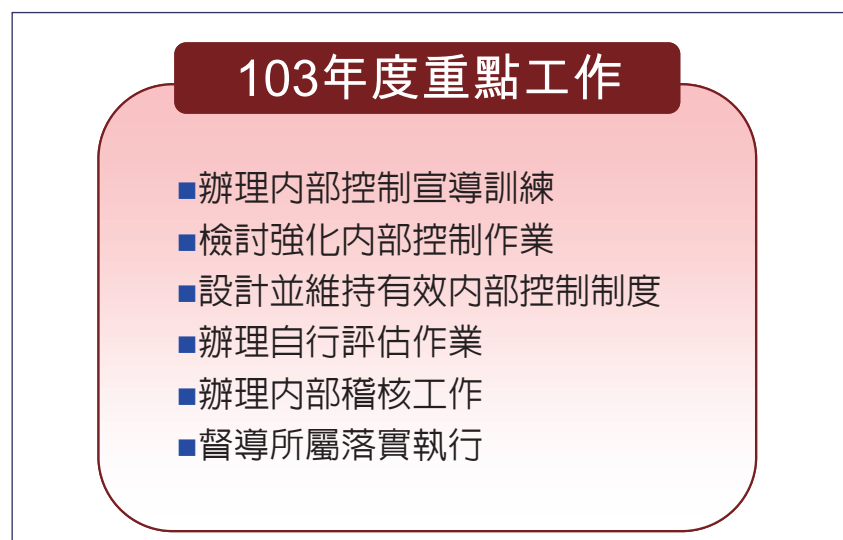 103年度重點工作
■辦理內部控制宣導訓練
■檢討強化內部控制作業
■設計並維持有效內部控制制度
■辦理自行評估作業
■辦理內部稽核工作
■督導所屬落實執行